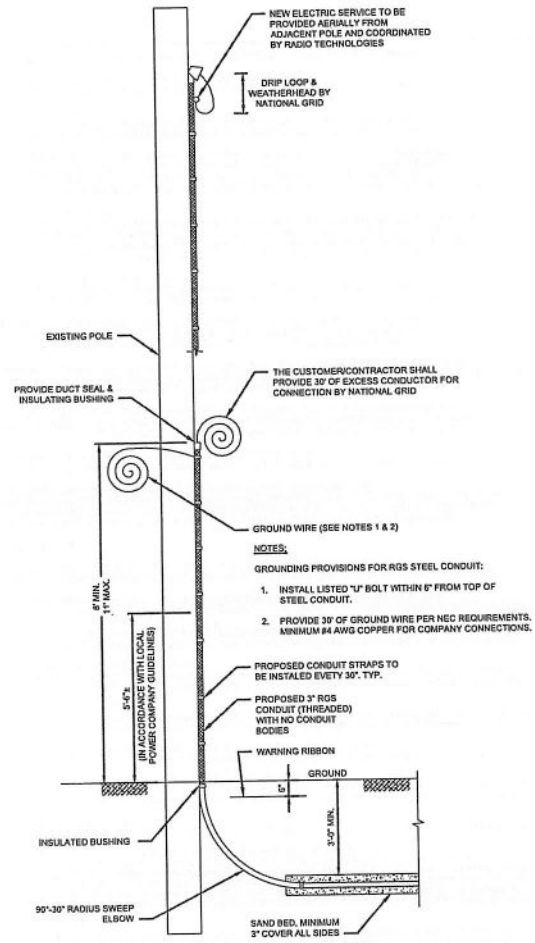 NEW ELECTRIC SERVICE TO BE
PROVIDED AERIALLY FROM
ADJACENT POLE AND COORDINATED
BY RADIO TECHNOLOGIES
DRIP LOOP &
WEATHERHEAD BY
NATIONAL GRID
EXISTING POLE
THE CUSTOMER/CONTRACTOR SHALL
PROVIDE 30' OF EXCESS CONDUCTOR FOR
CONNECTION BY NATIONAL GRID
PROVIDE DUCT SEAL &
INSULATING BUSHING
GROUND WIRE (SEE NOTES 1 & 2)
NOTES:
GROUNDING PROVISIONS FOR RGS STEEL CONDUIT:
1. INSTALL LISTED "U" BOLT WITHIN 6" FROM TOP OF
STEEL CONDUIT.
2. PROVIDE 30' OF GROUND WIRE PER NEC REQUIREMENTS.
MINIMUM #4 AWG COPPER FOR COMPANY CONNECTIONS.
8' MIN.
11' MAX.
5'-6"±
(IN ACCORDANCE WITH LOCAL
POWER COMPANY GUIDELINES)
PROPOSED CONDUIT STRAPS TO
BE INSTALED EVETY 30". TYP.
PROPOSED 3" RGS
CONDUIT (THREADED)
WITH NO CONDUIT
BODIES
WARNING RIBBON
GROUND
6"
3'-0" MIN.
INSULATED BUSHING
90°-30" RADIUS SWEEP
ELBOW
SAND BED, MINIMUM
3" COVER ALL SIDES